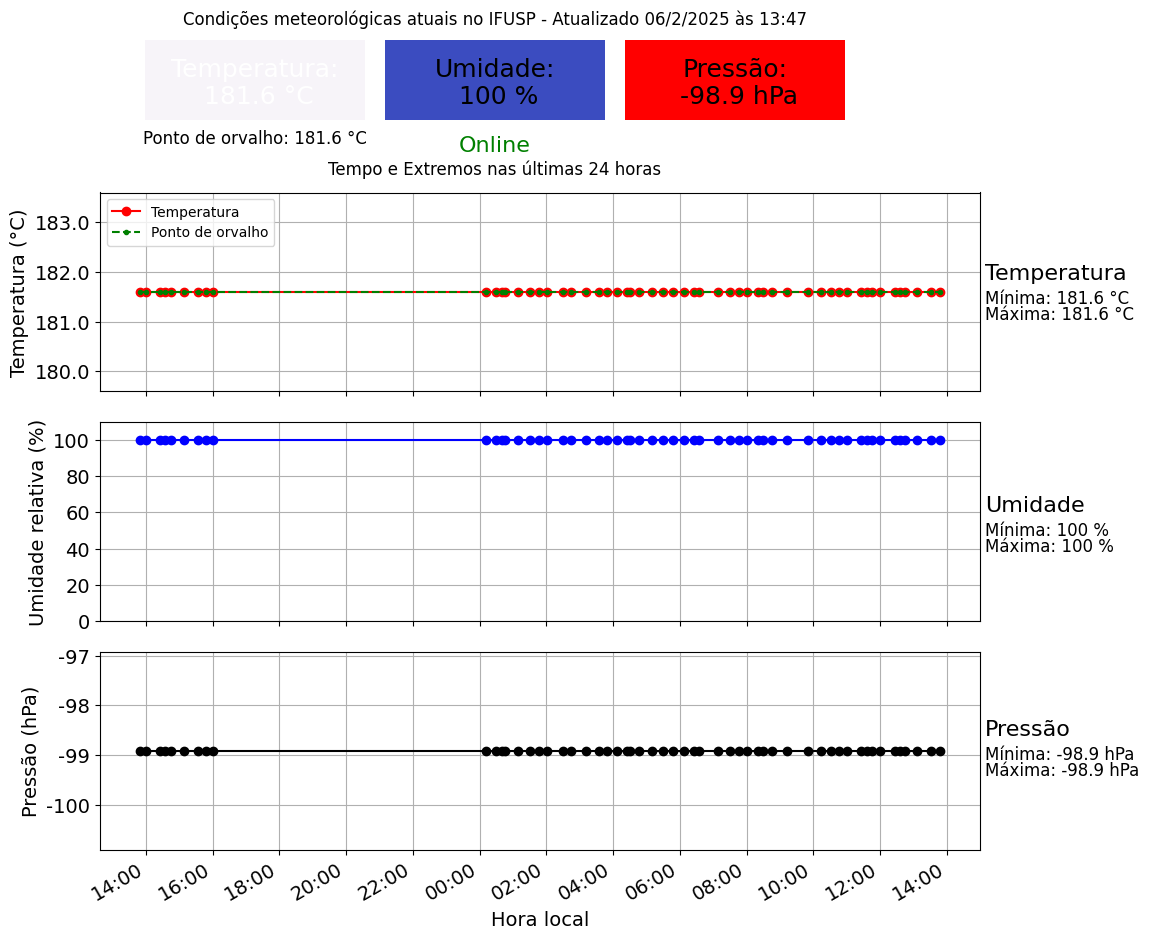 Condições meteorológicas atuais no IFUSP - Atualizado 06/2/2025 às 13:47
Temperatura:
181.6 °C
Umidade:
100 %
Pressão:
-98.9 hPa
Ponto de orvalho: 181.6 °C
Online
Tempo e Extremos nas últimas 24 horas
Temperatura (°C)
183.0
182.0
181.0
180.0
Temperatura
Ponto de orvalho
Temperatura
Mínima: 181.6 °C
Máxima: 181.6 °C
Umidade relativa (%)
100
80
60
40
20
0
Umidade
Mínima: 100 %
Máxima: 100 %
Pressão (hPa)
-97
-98
-99
-100
Pressão
Mínima: -98.9 hPa
Máxima: -98.9 hPa
14:00
16:00
18:00
20:00
22:00
00:00
02:00
04:00
06:00
08:00
10:00
12:00
14:00
Hora local